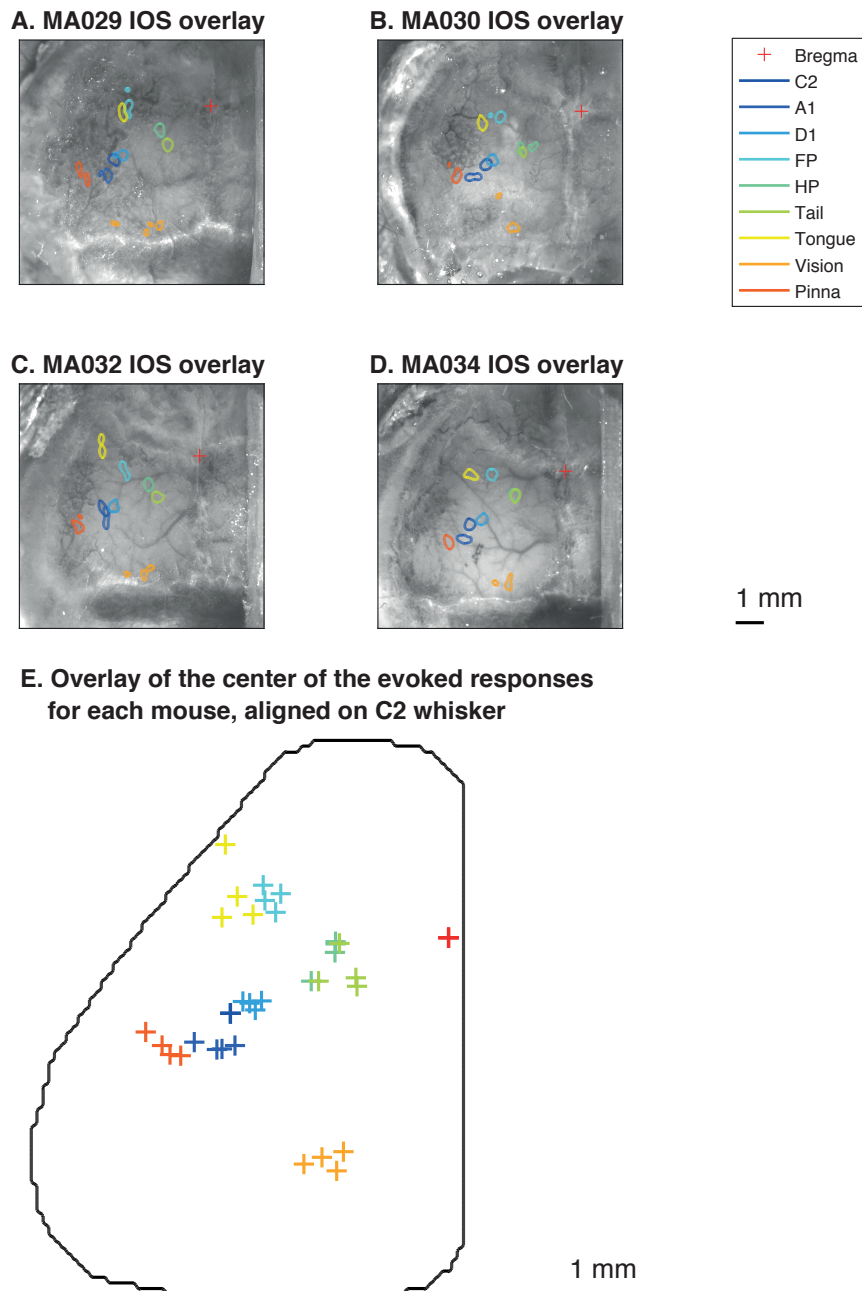 A. MA029 IOS overlay
B. MA030 IOS overlay
Bregma
C2
A1
D1
FP
HP
Tail
Tongue
Vision
Pinna
C. MA032 IOS overlay
D. MA034 IOS overlay
1 mm
E. Overlay of the center of the evoked responses
for each mouse, aligned on C2 whisker
1 mm